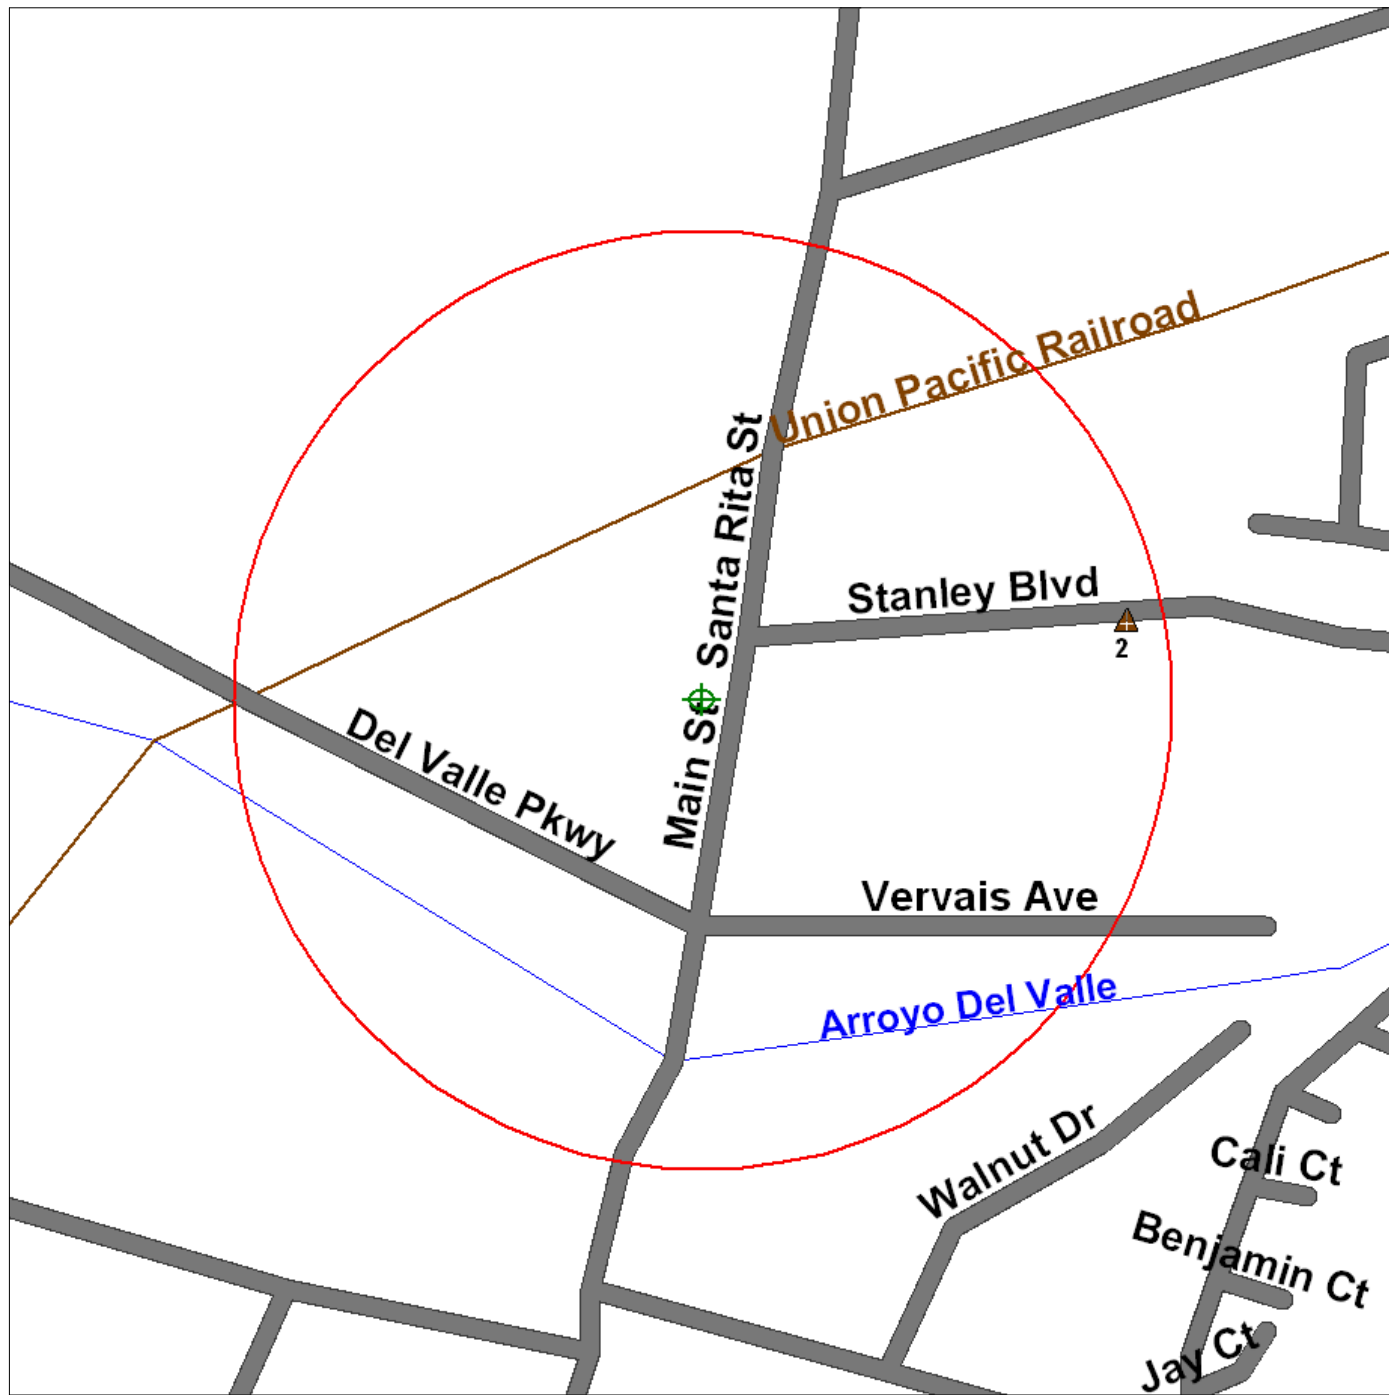 Union Pacific Railroad
Santa Rita St
Stanley Blvd
2
Main St
Del Valle Pkwy
Vervais Ave
Arroyo Del Valle
Walnut Dr
Cali Ct
Benjamin Ct
Jay Ct